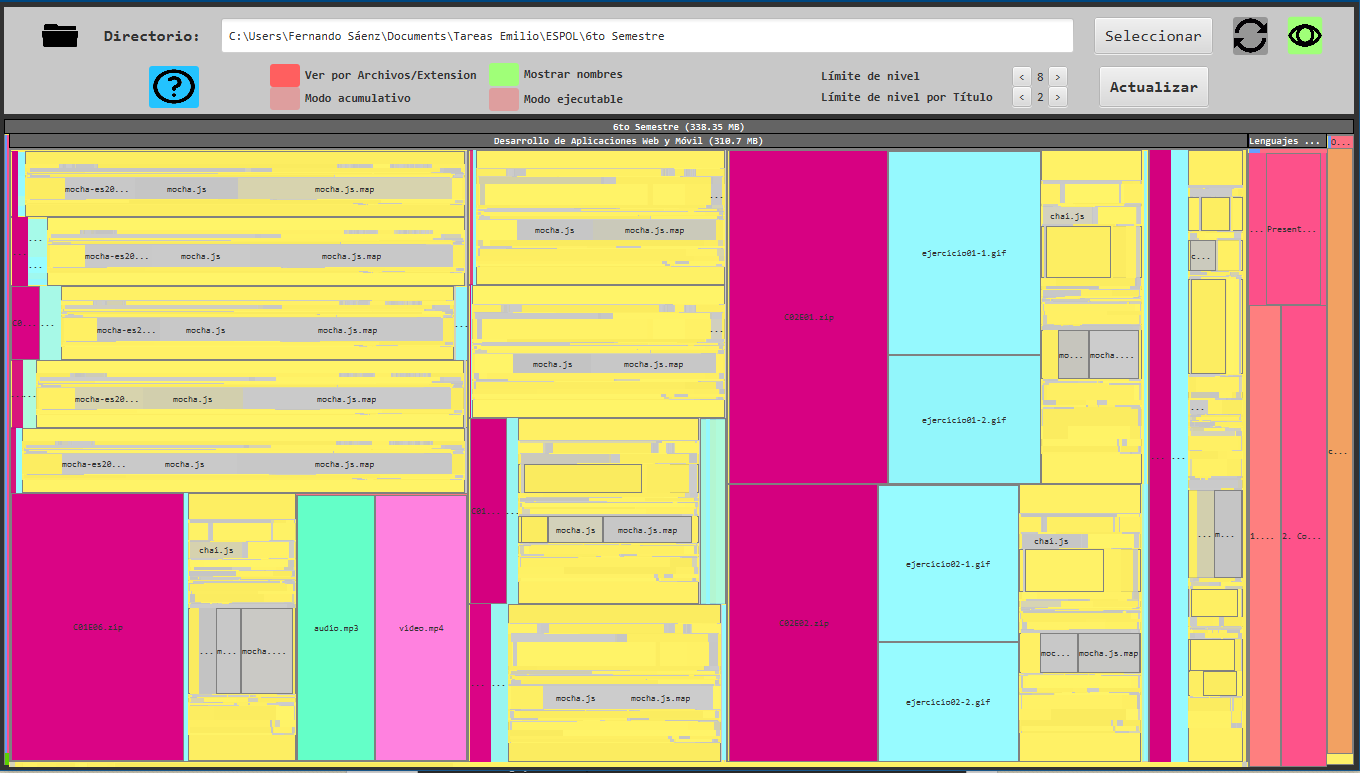 Directorio:
C:\Users\Fernando Sáenz\Documents\Tareas Emilio\ESPOL\6to Semestre
Seleccionar
?
Ver por Archivos/Extension
Mostrar nombres
Modo acumulativo
Modo ejecutable
Límite de nivel
< 8 >
Límite de nivel por Título
< 2 >
Actualizar
6to Semestre (338.35 MB)
Desarrollo de Aplicaciones Web y Móvil (310.7 MB)
Lenguajes ...
O...
mocha-es20...
mocha.js
mocha.js.map
mocha-es20...
mocha.js
mocha.js.map
C0...
mocha-es2...
mocha.js
mocha.js.map
mocha-es20...
mocha.js
mocha.js.map
mocha-es20...
mocha.js
mocha.js.map
C01P06.zip
chai.js
...
m...
mocha....
audio.mp3
video.mp4
mocha.js
mocha.js.map
mocha.js
mocha.js.map
C01...
mocha.js
mocha.js.map
mocha.js
mocha.js.map
C02E01.zip
ejercicio01-1.gif
ejercicio01-2.gif
chai.js
mo...
mocha....
ejercicio02-1.gif
ejercicio02-2.gif
chai.js
moc...
mocha.js.map
c...
...
m...
... Present...
1....
2. Co...
c...